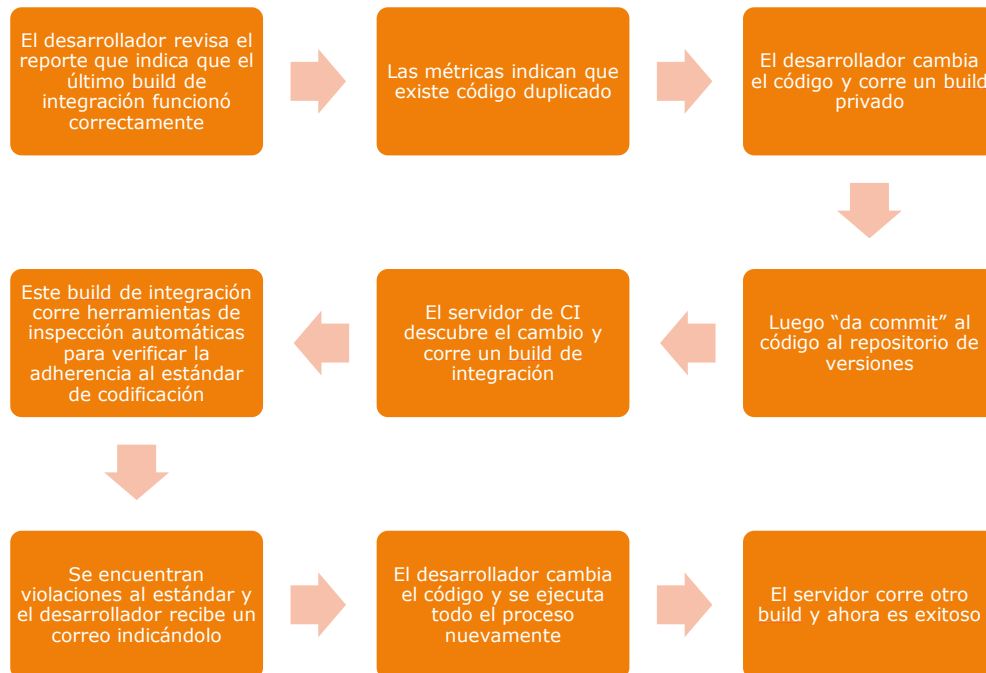 El desarrollador revisa el
reporte que indica que el
último build de
integración funcionó
correctamente
Las métricas indican que
existe código duplicado
El desarrollador cambia
el código y corre un build
privado
Luego “da commit” al
código al repositorio de
versiones
El servidor de CI
descubre el cambio y
corre un build de
integración
Este build de integración
corre herramientas de
inspección automáticas
para verificar la
adherencia al estándar
de codificación
Se encuentran
violaciones al estándar y
el desarrollador recibe un
correo indicándolo
El desarrollador cambia
el código y se ejecuta
todo el proceso
nuevamente
El servidor corre otro
build y ahora es exitoso